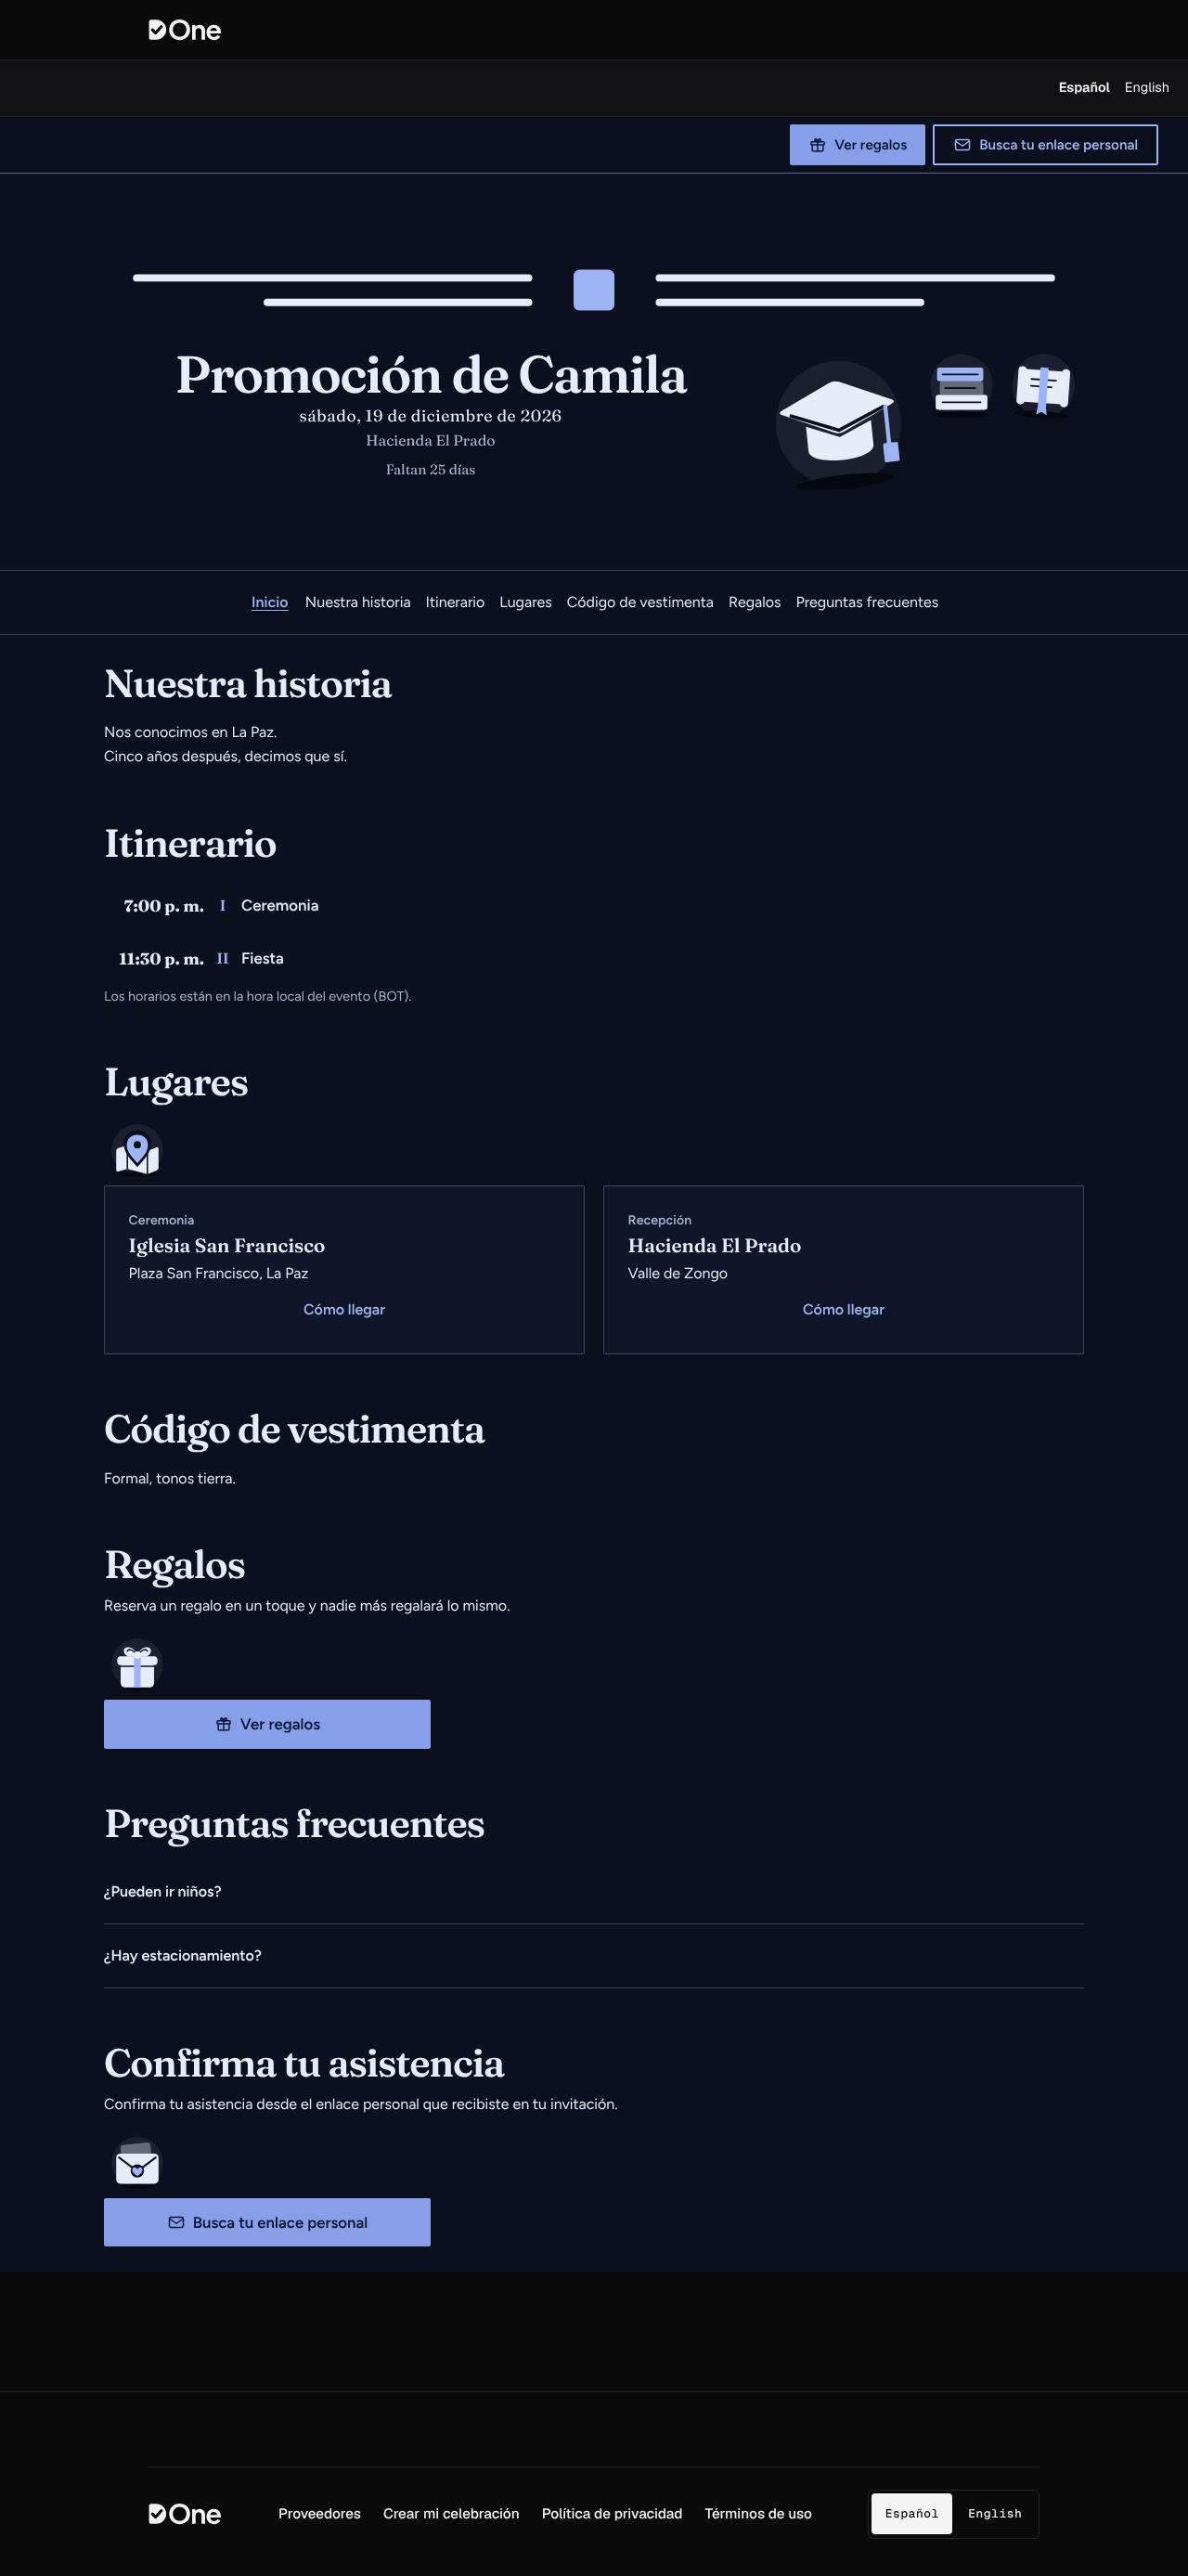 One
Español English
Ver regalos Busca tu enlace personal
Promoción de Camila
sábado, 19 de diciembre de 2026
Hacienda El Prado
Faltan 25 días
Inicio Nuestra historia Itinerario Lugares Código de vestimenta Regalos Preguntas frecuentes
Nuestra historia
Nos conocimos en La Paz.
Cinco años después, decimos que sí.
Itinerario
7:00 p. m. I Ceremonia
11:30 p. m. II Fiesta
Los horarios están en la hora local del evento (BOT).
Lugares
Ceremonia
Iglesia San Francisco
Plaza San Francisco, La Paz
Cómo llegar
Recepción
Hacienda El Prado
Valle de Zongo
Cómo llegar
Código de vestimenta
Formal, tonos tierra.
Regalos
Reserva un regalo en un toque y nadie más regalará lo mismo.
Ver regalos
Preguntas frecuentes
¿Pueden ir niños?
¿Hay estacionamiento?
Confirma tu asistencia
Confirma tu asistencia desde el enlace personal que recibiste en tu invitación.
Busca tu enlace personal
One Proveedores Crear mi celebración Política de privacidad Términos de uso Español English